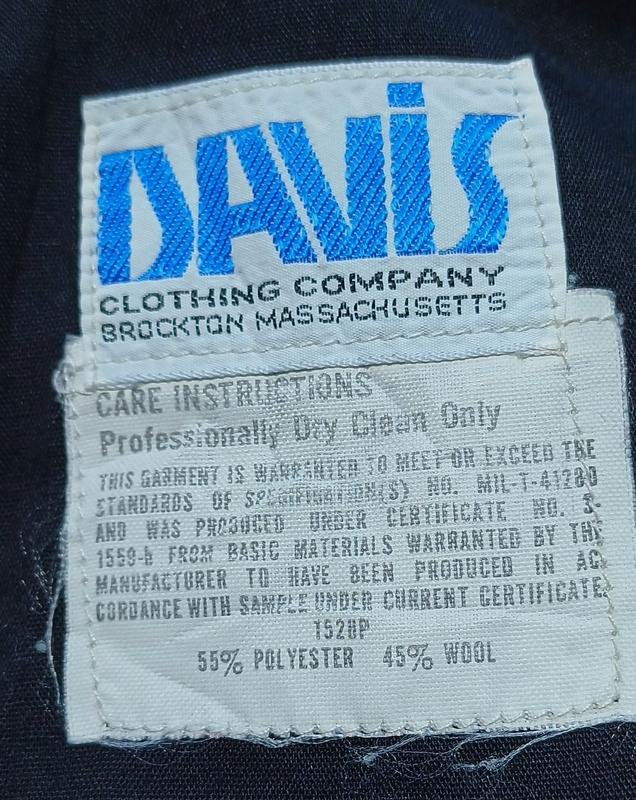 DAViS
CLOTHING COMPANY
BROCKTON MASSACHUSETTS
CARE INSTRUCTIONS
Professionally Dry Clean Only
THIS GARMENT IS WARRANTED TO MEET OR EXCEED THE
STANDARDS OF SPECIFICATION(S) NO. MIL-T-41280
AND WAS PRODUCED UNDER CERTIFICATE NO. S-
1559-h FROM BASIC MATERIALS WARRANTED BY THE
MANUFACTURER TO HAVE BEEN PRODUCED IN AC-
CORDANCE WITH SAMPLE UNDER CURRENT CERTIFICATE
1528P
55% POLYESTER 45% WOOL